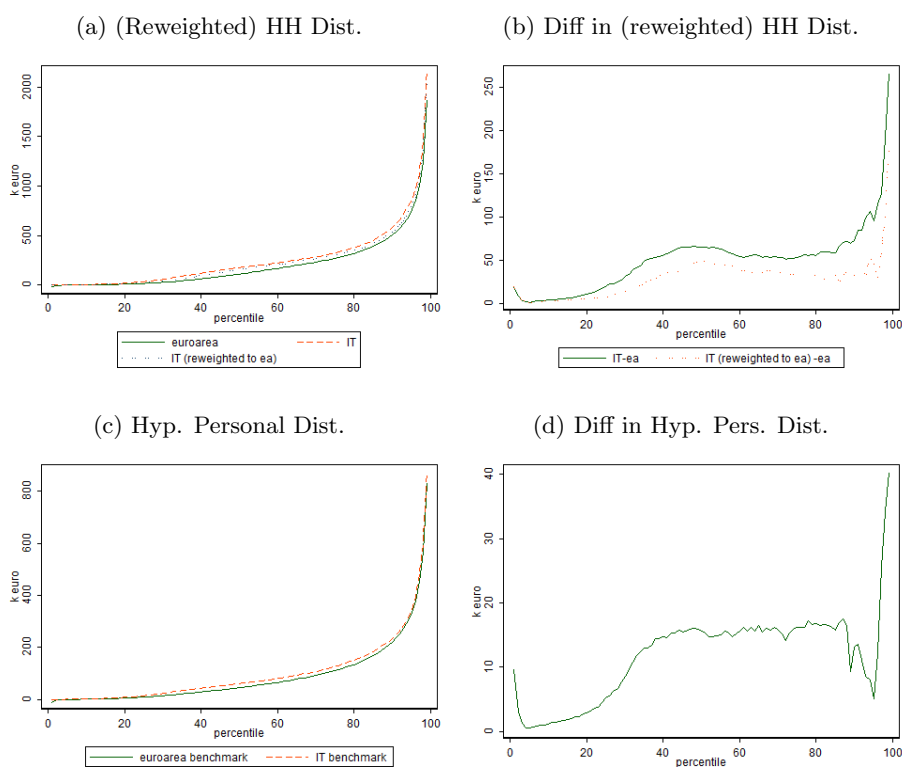 (a) (Reweighted) HH Dist.
k euro
2000
1500
1000
500
0
0 20 40 60 80 100
percentile
euroarea IT
IT (reweighted to ea)
(b) Diff in (reweighted) HH Dist.
k euro
250
200
150
100
50
0
0 20 40 60 80 100
percentile
IT-ea IT (reweighted to ea) -ea
(c) Hyp. Personal Dist.
k euro
800
600
400
200
0
0 20 40 60 80 100
percentile
euroarea benchmark IT benchmark
(d) Diff in Hyp. Pers. Dist.
k euro
40
30
20
10
0
0 20 40 60 80 100
percentile